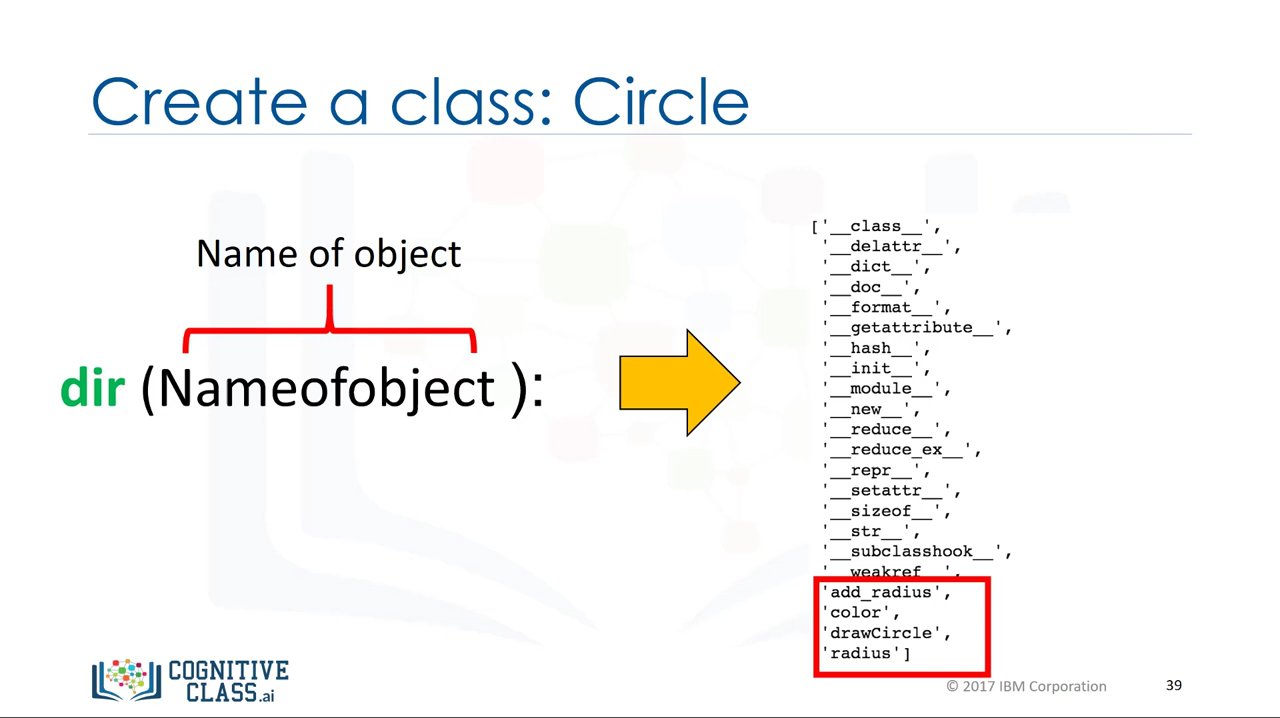 Create a class: Circle
Name of object
dir (Nameofobject ):
['__class__',
'__delattr__',
'__dict__',
'__doc__',
'__format__',
'__getattribute__',
'__hash__',
'__init__',
'__module__',
'__new__',
'__reduce__',
'__reduce_ex__',
'__repr__',
'__setattr__',
'__sizeof__',
'__str__',
'__subclasshook__',
'__weakref__',
'add_radius',
'color',
'drawCircle',
'radius']
COGNITIVE
CLASS.ai
© 2017 IBM Corporation
39